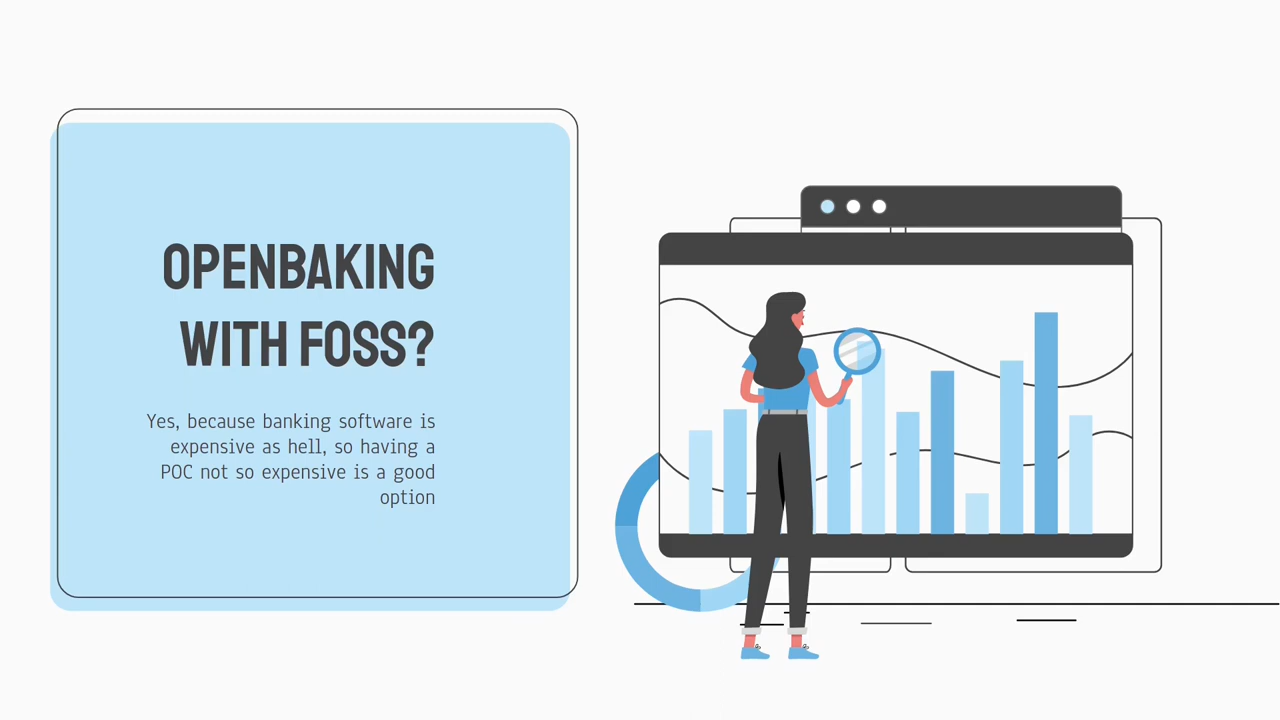 OPENBAKING
WITH FOSS?
Yes, because banking software is
expensive as hell, so having a
POC not so expensive is a good
option